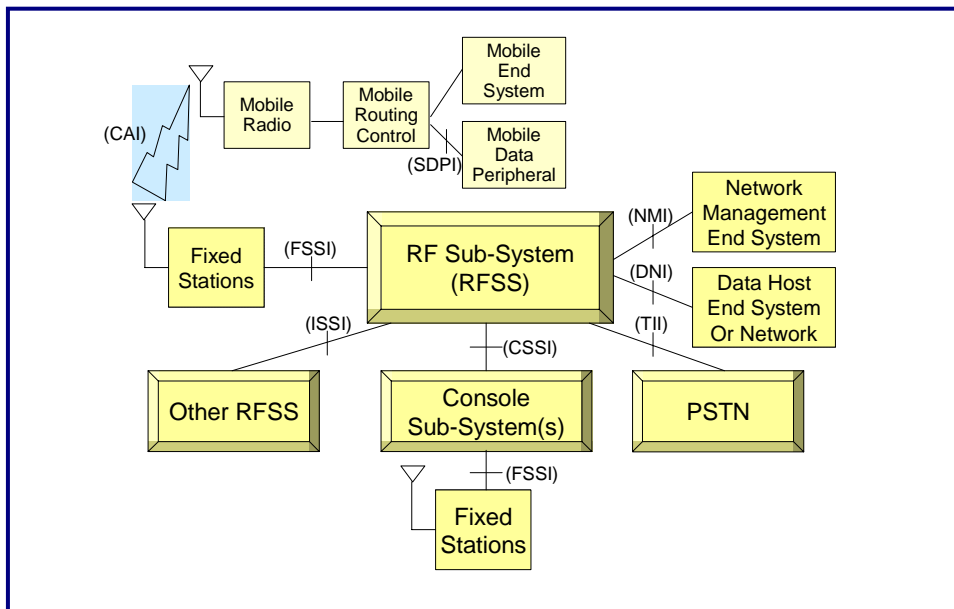 Mobile
End
System
Mobile
Radio
Mobile
Routing
Control
(CAI)
(SDPI)
Mobile
Data
Peripheral
(NMI)
Network
Management
End System
RF Sub-System
(RFSS)
Fixed
Stations
(FSSI)
(DNI)
Data Host
End System
Or Network
(ISSI)
(CSSI)
(TII)
Other RFSS
Console
Sub-System(s)
PSTN
(FSSI)
Fixed
Stations